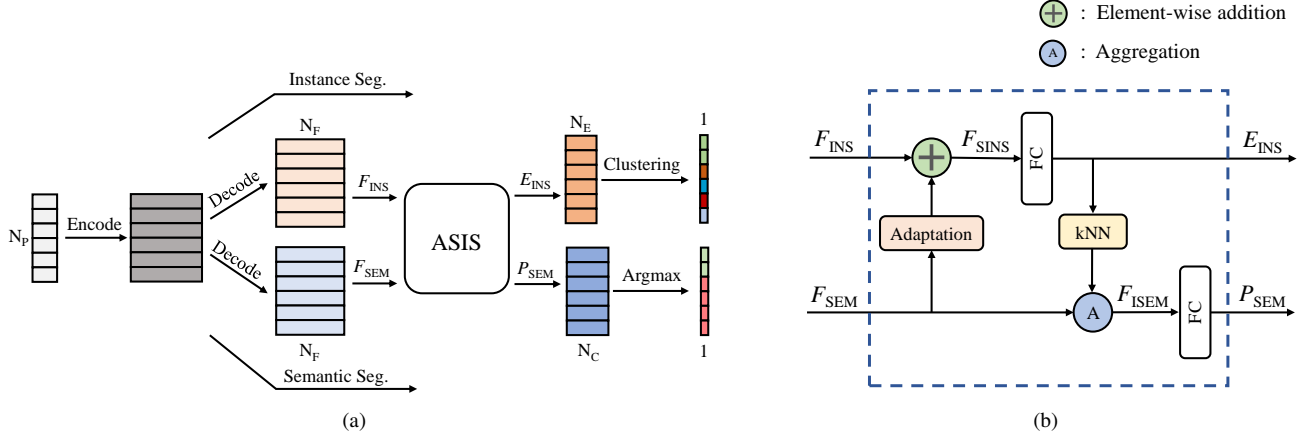 Instance Seg.
N_F
Decode
F_INS
N_P
Encode
Decode
F_SEM
N_F
Semantic Seg.
ASIS
E_INS
N_E
Clustering
1
P_SEM
N_C
Argmax
1
(a)
+ : Element-wise addition
A : Aggregation
F_INS
+
F_SINS
FC
E_INS
Adaptation
kNN
F_SEM
A
F_ISEM
FC
P_SEM
(b)